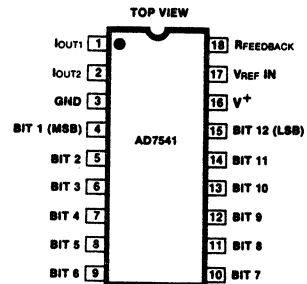 TOP VIEW
IOUT1 1 18 RFEEDBACK
IOUT2 2 17 VREF IN
GND 3 16 V+
BIT 1 (MSB) 4 15 BIT 12 (LSB)
AD7541
BIT 2 5 14 BIT 11
BIT 3 6 13 BIT 10
BIT 4 7 12 BIT 9
BIT 5 8 11 BIT 8
BIT 6 9 10 BIT 7